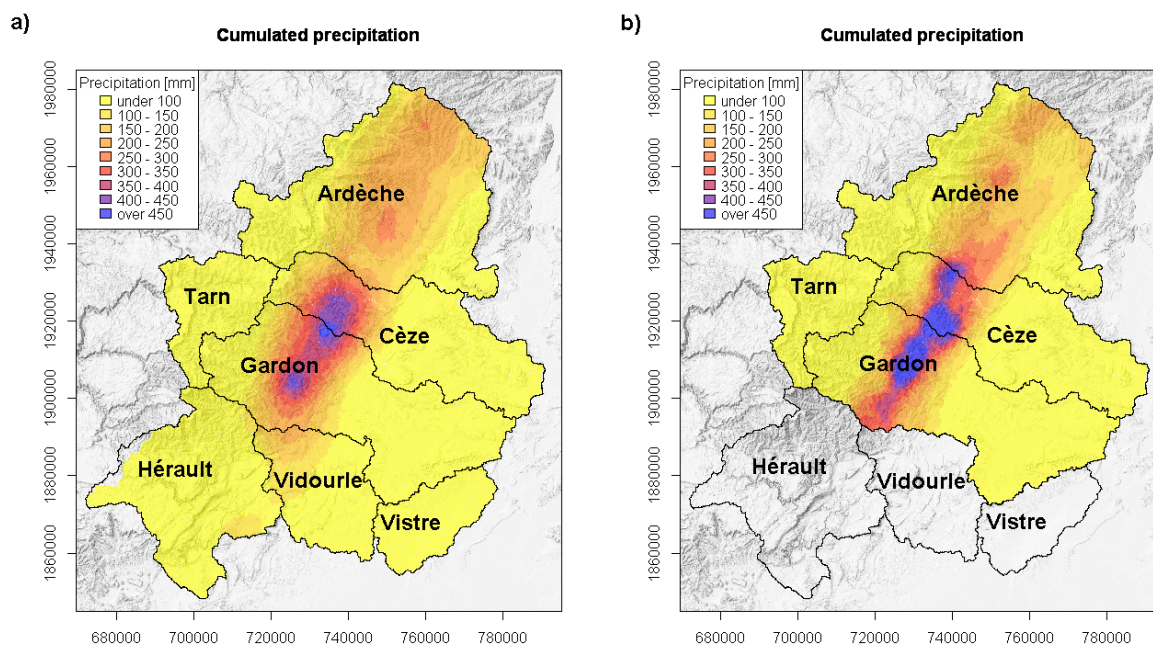 a)
Cumulated precipitation
Precipitation [mm]
under 100
100 - 150
150 - 200
200 - 250
250 - 300
300 - 350
350 - 400
400 - 450
over 450
1980000
1960000
1940000
1920000
1900000
1880000
1860000
Ardèche
Tarn
Cèze
Gardon
Hérault
Vidourle
Vistre
680000 700000 720000 740000 760000 780000
b)
Cumulated precipitation
Precipitation [mm]
under 100
100 - 150
150 - 200
200 - 250
250 - 300
300 - 350
350 - 400
400 - 450
over 450
1980000
1960000
1940000
1920000
1900000
1880000
1860000
Ardèche
Tarn
Cèze
Gardon
Hérault
Vidourle
Vistre
680000 700000 720000 740000 760000 780000